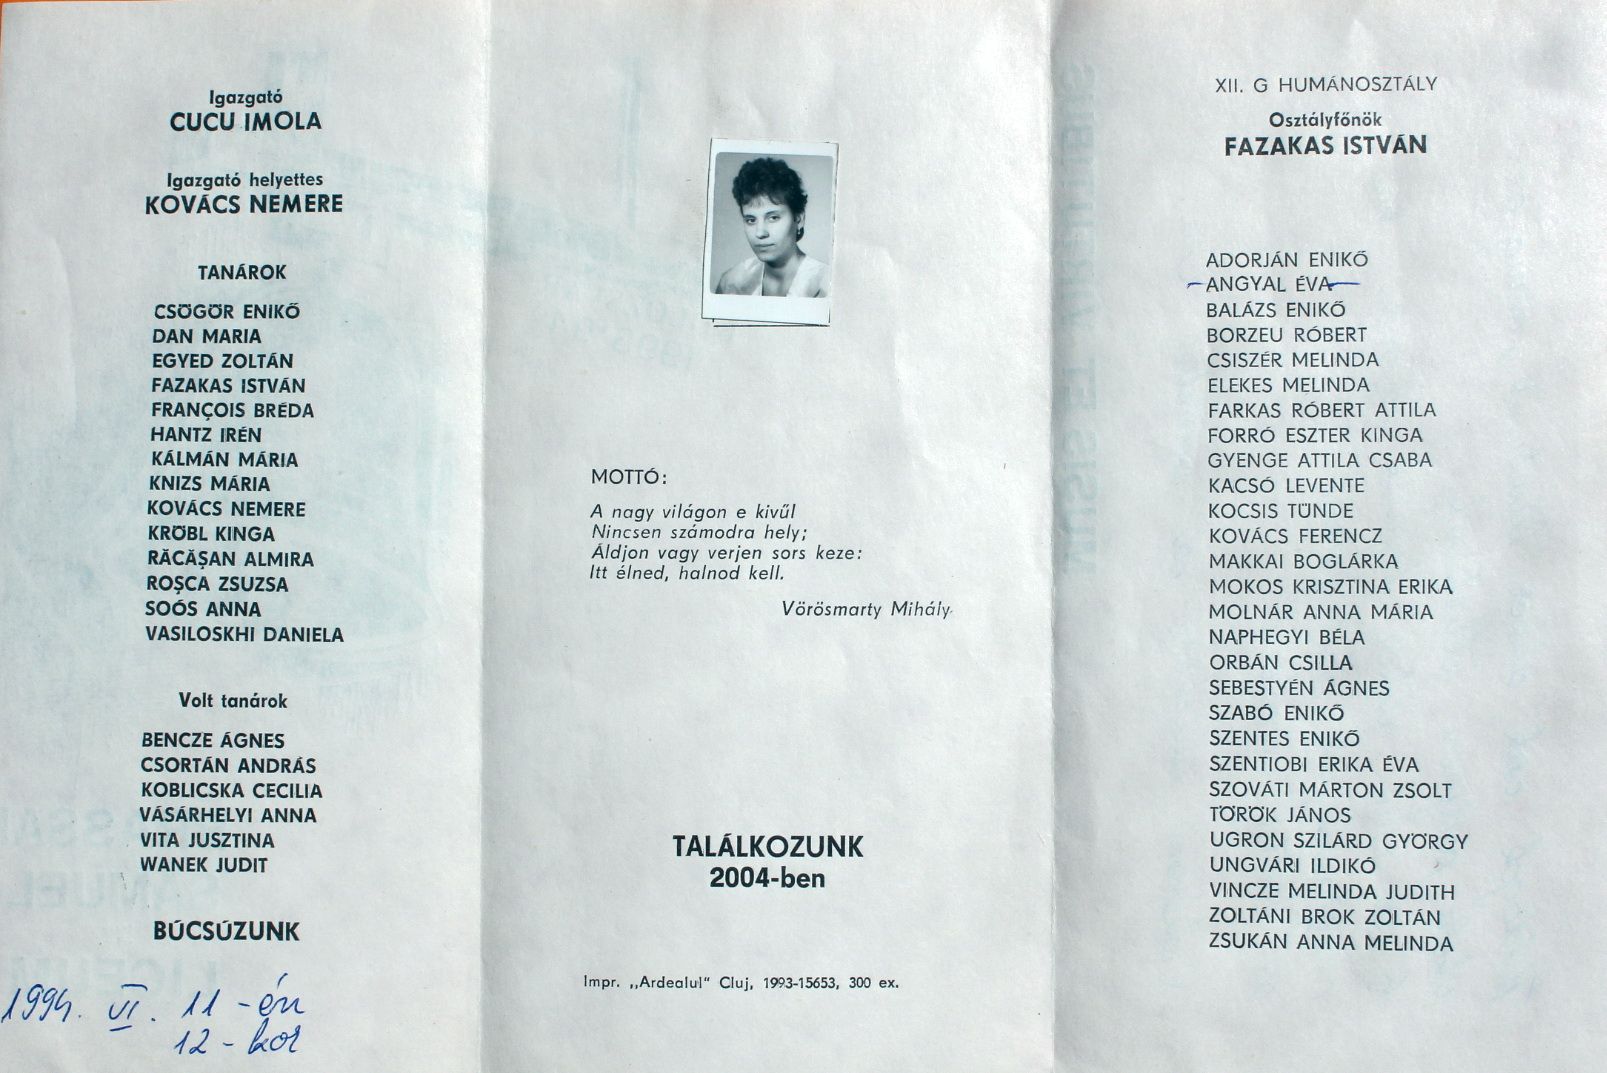 Igazgató
CUCU IMOLA
Igazgató helyettes
KOVÁCS NEMERE
TANÁROK
CSÖGÖR ENIKŐ
DAN MARIA
EGYED ZOLTÁN
FAZAKAS ISTVÁN
FRANÇOIS BRÉDA
HANTZ IRÉN
KÁLMÁN MÁRIA
KNIZS MÁRIA
KOVÁCS NEMERE
KRÖBL KINGA
RĂCĂŞAN ALMIRA
ROŞCA ZSUZSA
SOÓS ANNA
VASILOSKHI DANIELA
Volt tanárok
BENCZE ÁGNES
CSORTÁN ANDRÁS
KOBLICSKA CECILIA
VÁSÁRHELYI ANNA
VITA JUSZTINA
WANEK JUDIT
BÚCSÚZUNK
1994. VI. 11-én
12-kor
MOTTÓ:
A nagy világon e kivűl
Nincsen számodra hely;
Áldjon vagy verjen sors keze:
Itt élned, halnod kell.
Vörösmarty Mihály
TALÁLKOZUNK
2004-ben
Impr. „Ardealul" Cluj, 1993-15653, 300 ex.
XII. G HUMÁNOSZTÁLY
Osztályfőnök
FAZAKAS ISTVÁN
ADORJÁN ENIKŐ
ANGYAL ÉVA
BALÁZS ENIKŐ
BORZEU RÓBERT
CSISZÉR MELINDA
ELEKES MELINDA
FARKAS RÓBERT ATTILA
FORRÓ ESZTER KINGA
GYENGE ATTILA CSABA
KACSÓ LEVENTE
KOCSIS TÜNDE
KOVÁCS FERENCZ
MAKKAI BOGLÁRKA
MOKOS KRISZTINA ERIKA
MOLNÁR ANNA MÁRIA
NAPHEGYI BÉLA
ORBÁN CSILLA
SEBESTYÉN ÁGNES
SZABÓ ENIKŐ
SZENTES ENIKŐ
SZENTIOBI ERIKA ÉVA
SZOVÁTI MÁRTON ZSOLT
TÖRÖK JÁNOS
UGRON SZILÁRD GYÖRGY
UNGVÁRI ILDIKÓ
VINCZE MELINDA JUDITH
ZOLTÁNI BROK ZOLTÁN
ZSUKÁN ANNA MELINDA